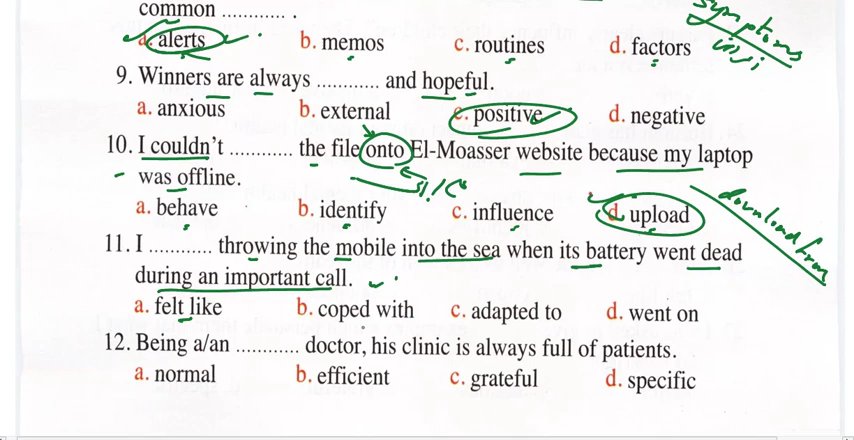 common ............ .
a. alerts b. memos c. routines d. factors
symptoms
9. Winners are always ............ and hopeful.
a. anxious b. external c. positive d. negative
10. I couldn't ............ the file onto El-Moasser website because my laptop
was offline.
a. behave b. identify c. influence d. upload
download from
11. I ............ throwing the mobile into the sea when its battery went dead
during an important call.
a. felt like b. coped with c. adapted to d. went on
12. Being a/an ............ doctor, his clinic is always full of patients.
a. normal b. efficient c. grateful d. specific